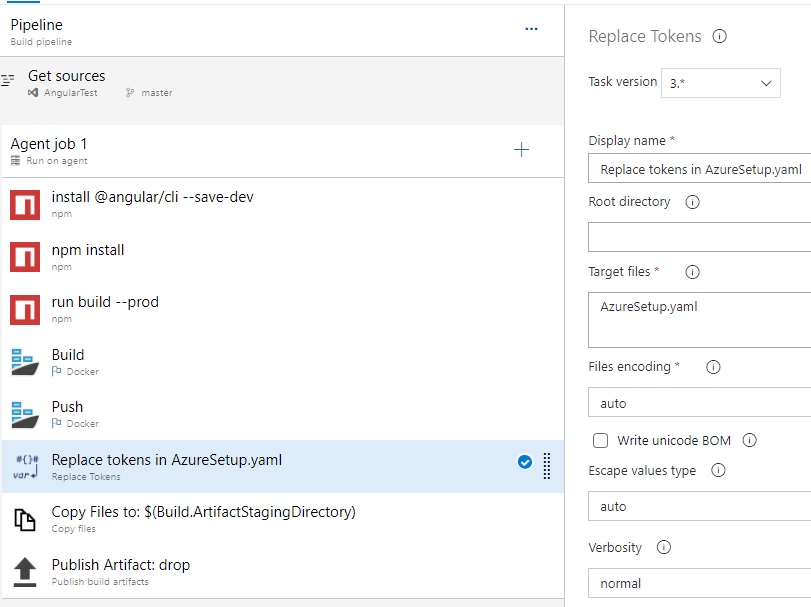 Pipeline
...
Build pipeline
Get sources
AngularTest
master
Agent job 1
Run on agent
install @angular/cli --save-dev
npm
npm install
npm
run build --prod
npm
Build
Docker
Push
Docker
#{}#
var
Replace tokens in AzureSetup.yaml
Replace Tokens
Copy Files to: $(Build.ArtifactStagingDirectory)
Copy files
Publish Artifact: drop
Publish build artifacts
Replace Tokens
Task version
3.*
Display name *
Replace tokens in AzureSetup.yaml
Root directory
Target files *
AzureSetup.yaml
Files encoding *
auto
Write unicode BOM
Escape values type
auto
Verbosity
normal